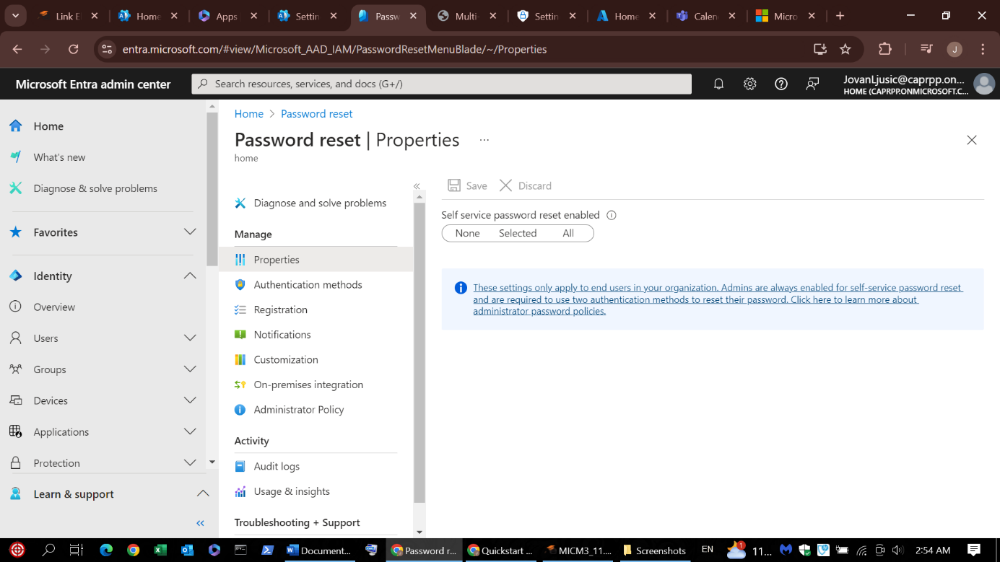 Link E
Home
Apps
Settin
Passw
Multi-
Settin
Home
Calen
Micro
entra.microsoft.com/#view/Microsoft_AAD_IAM/PasswordResetMenuBlade/~/Properties
J
Microsoft Entra admin center
Search resources, services, and docs (G+/)
JovanLjusic@caprpp.on...
HOME (CAPRPP.ONMICROSOFT.C...
Home
What's new
Diagnose & solve problems
Favorites
Identity
Overview
Users
Groups
Devices
Applications
Protection
Learn & support
Home > Password reset
Password reset | Properties ...
home
Diagnose and solve problems
Manage
Properties
Authentication methods
Registration
Notifications
Customization
On-premises integration
Administrator Policy
Activity
Audit logs
Usage & insights
Troubleshooting + Support
Save
Discard
Self service password reset enabled
None Selected All
These settings only apply to end users in your organization. Admins are always enabled for self-service password reset
and are required to use two authentication methods to reset their password. Click here to learn more about
administrator password policies.
Document...
Password r...
Quickstart ...
MICM3_11....
Screenshots
EN
1
11...
2:54 AM